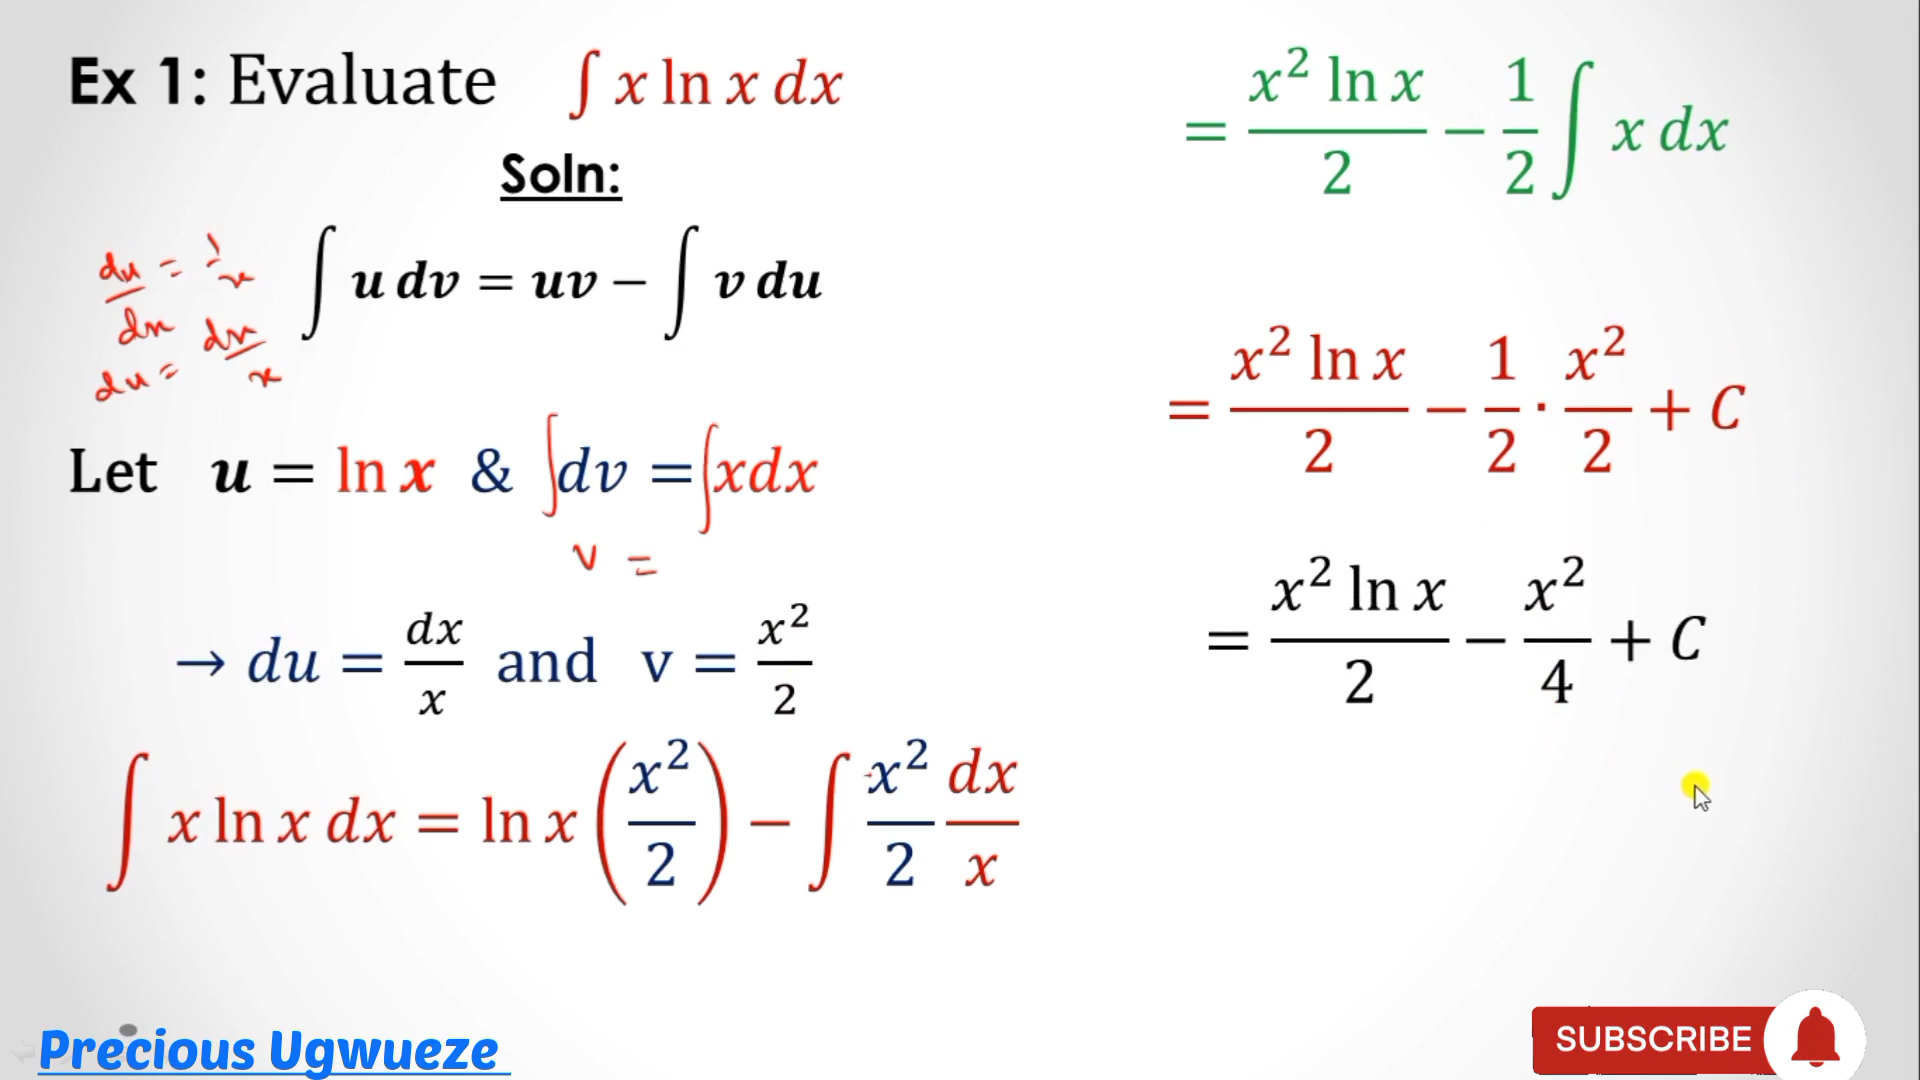 Ex 1: Evaluate ∫ x ln x dx
Soln:
du/dx = 1/x
du = dx/x
∫ u dv = uv − ∫ v du
Let u = ln x & ∫dv = ∫xdx
v =
→ du = dx/x and v = x²/2
∫ x ln x dx = ln x (x²/2) − ∫ x²/2 dx/x
= x² ln x/2 − 1/2 ∫ x dx
= x² ln x/2 − 1/2 · x²/2 + C
= x² ln x/2 − x²/4 + C
Precious Ugwueze
SUBSCRIBE